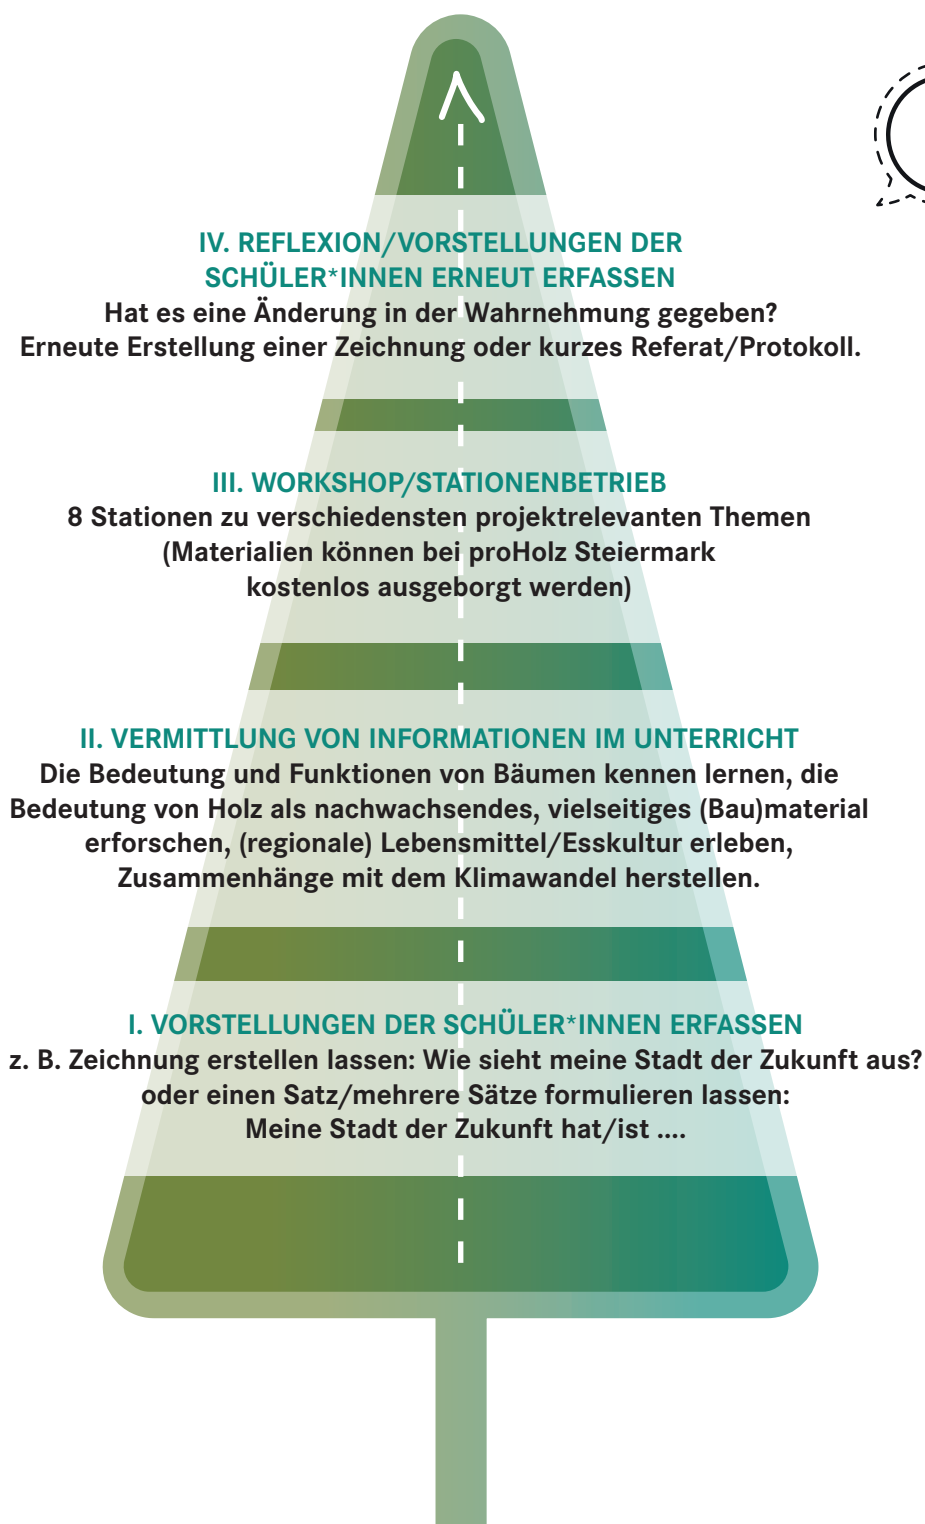 IV. REFLEXION/VORSTELLUNGEN DER
SCHÜLER*INNEN ERNEUT ERFASSEN
Hat es eine Änderung in der Wahrnehmung gegeben?
Erneute Erstellung einer Zeichnung oder kurzes Referat/Protokoll.
III. WORKSHOP/STATIONENBETRIEB
8 Stationen zu verschiedensten projektrelevanten Themen
(Materialien können bei proHolz Steiermark
kostenlos ausgeborgt werden)
II. VERMITTLUNG VON INFORMATIONEN IM UNTERRICHT
Die Bedeutung und Funktionen von Bäumen kennen lernen, die
Bedeutung von Holz als nachwachsendes, vielseitiges (Bau)material
erforschen, (regionale) Lebensmittel/Esskultur erleben,
Zusammenhänge mit dem Klimawandel herstellen.
I. VORSTELLUNGEN DER SCHÜLER*INNEN ERFASSEN
z. B. Zeichnung erstellen lassen: Wie sieht meine Stadt der Zukunft aus?
oder einen Satz/mehrere Sätze formulieren lassen:
Meine Stadt der Zukunft hat/ist ....